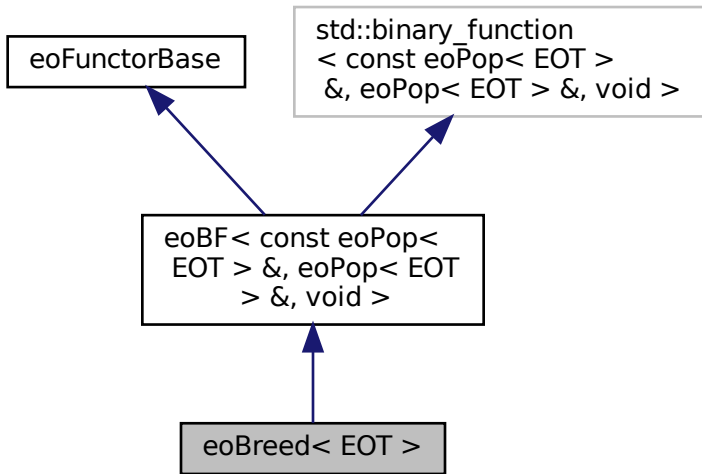 eoFunctorBase
std::binary_function
< const eoPop< EOT >
&, eoPop< EOT > &, void >
eoBF< const eoPop<
EOT > &, eoPop< EOT
> &, void >
eoBreed< EOT >